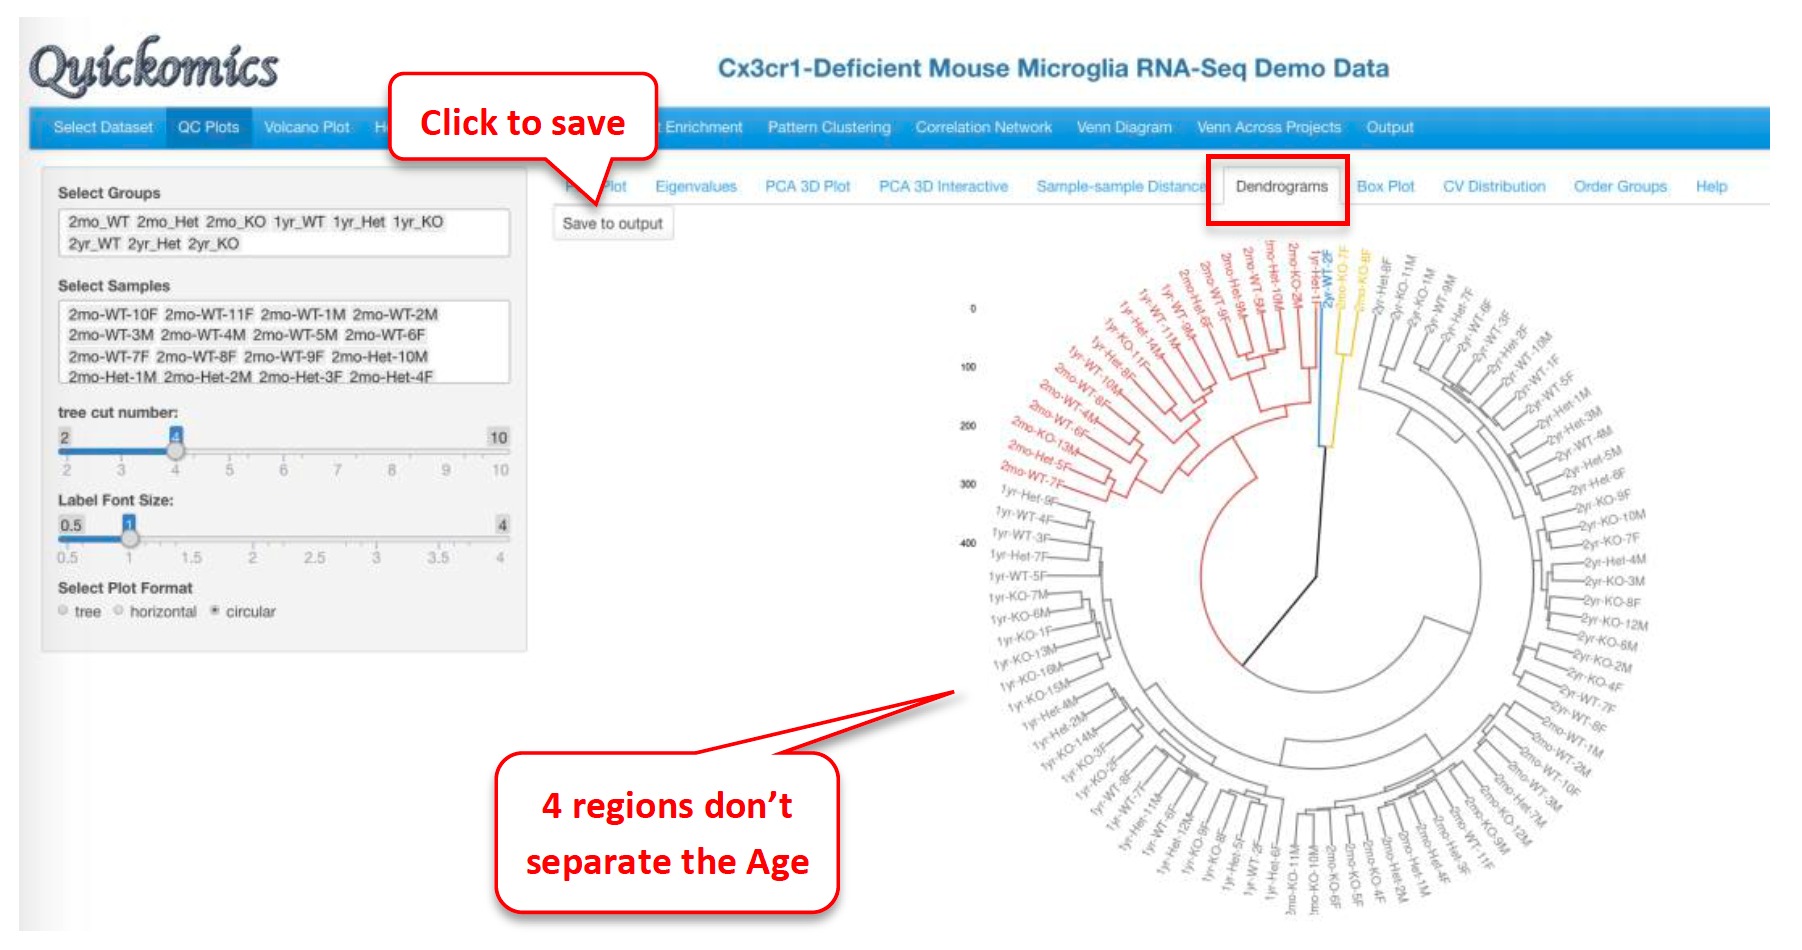 Quickomics
Cx3cr1-Deficient Mouse Microglia RNA-Seq Demo Data
Select Dataset QC Plots Volcano Plot Enrichment Pattern Clustering Correlation Network Venn Diagram Venn Across Projects Output
Click to save
Plot Eigenvalues PCA 3D Plot PCA 3D Interactive Sample-sample Distance Dendrograms Box Plot CV Distribution Order Groups Help
Save to output
Select Groups
2mo_WT 2mo_Het 2mo_KO 1yr_WT 1yr_Het 1yr_KO
2yr_WT 2yr_Het 2yr_KO
Select Samples
2mo-WT-10F 2mo-WT-11F 2mo-WT-1M 2mo-WT-2M
2mo-WT-3M 2mo-WT-4M 2mo-WT-5M 2mo-WT-6F
2mo-WT-7F 2mo-WT-8F 2mo-WT-9F 2mo-Het-10M
2mo-Het-1M 2mo-Het-2M 2mo-Het-3F 2mo-Het-4F
tree cut number:
2 4 10
2 3 4 5 6 7 8 9 10
Label Font Size:
0.5 1 4
0.5 1 1.5 2 2.5 3 3.5 4
Select Plot Format
tree horizontal circular
0
100
200
300
400
2yr-WT-2F
2mo-KO-7F
2mo-KO-8F
2yr-Het-8F
2yr-KO-11M
2yr-KO-1M
2yr-WT-9M
2yr-Het-7F
2yr-WT-6F
2yr-WT-3F
2yr-Het-2F
2yr-WT-10M
2yr-WT-1F
2yr-WT-5F
2yr-Het-1M
2yr-Het-3M
2yr-WT-4M
2yr-Het-5M
2yr-Het-6F
2yr-KO-9F
2yr-KO-10M
2yr-KO-7F
2yr-Het-4M
2yr-KO-3M
2yr-KO-8F
2yr-KO-12M
2yr-KO-6M
2yr-KO-2M
2yr-KO-4F
2yr-WT-7F
2yr-WT-8F
2mo-WT-1M
2mo-WT-2M
2mo-WT-10F
2mo-WT-3M
2mo-Het-7M
2mo-KO-12M
2mo-KO-9M
2mo-WT-11F
2mo-Het-3F
2mo-Het-4F
2mo-Het-1M
2mo-Het-2M
2mo-KO-4F
2mo-KO-5F
2mo-KO-6F
mo-KO-10M
2mo-KO-11M
1yr-Het-6F
1yr-WT-2F
1yr-Het-5F
1yr-KO-8F
1yr-KO-9F
1yr-Het-12M
1yr-WT-6F
1yr-Het-11M
1yr-WT-7F
1yr-WT-8F
1yr-KO-2F
1yr-KO-3F
1yr-KO-14M
1yr-Het-2M
1yr-Het-4M
1yr-KO-15M
1yr-KO-16M
1yr-KO-13M
1yr-KO-1F
1yr-KO-6M
1yr-KO-7M
1yr-WT-5F
1yr-Het-7F
1yr-WT-3F
1yr-WT-4F
1yr-Het-9F
2mo-WT-7F
2mo-Het-5F
2mo-KO-13M
2mo-WT-6F
2mo-WT-4M
2mo-WT-8F
1yr-WT-10M
1yr-Het-8F
1yr-KO-11F
1yr-Het-14M
1yr-WT-11M
1yr-WT-9M
2mo-Het-6F
2mo-WT-9F
2mo-Het-9M
2mo-WT-5M
mo-Het-10M
2mo-KO-2M
1yr-Het-1F
4 regions don't
separate the Age